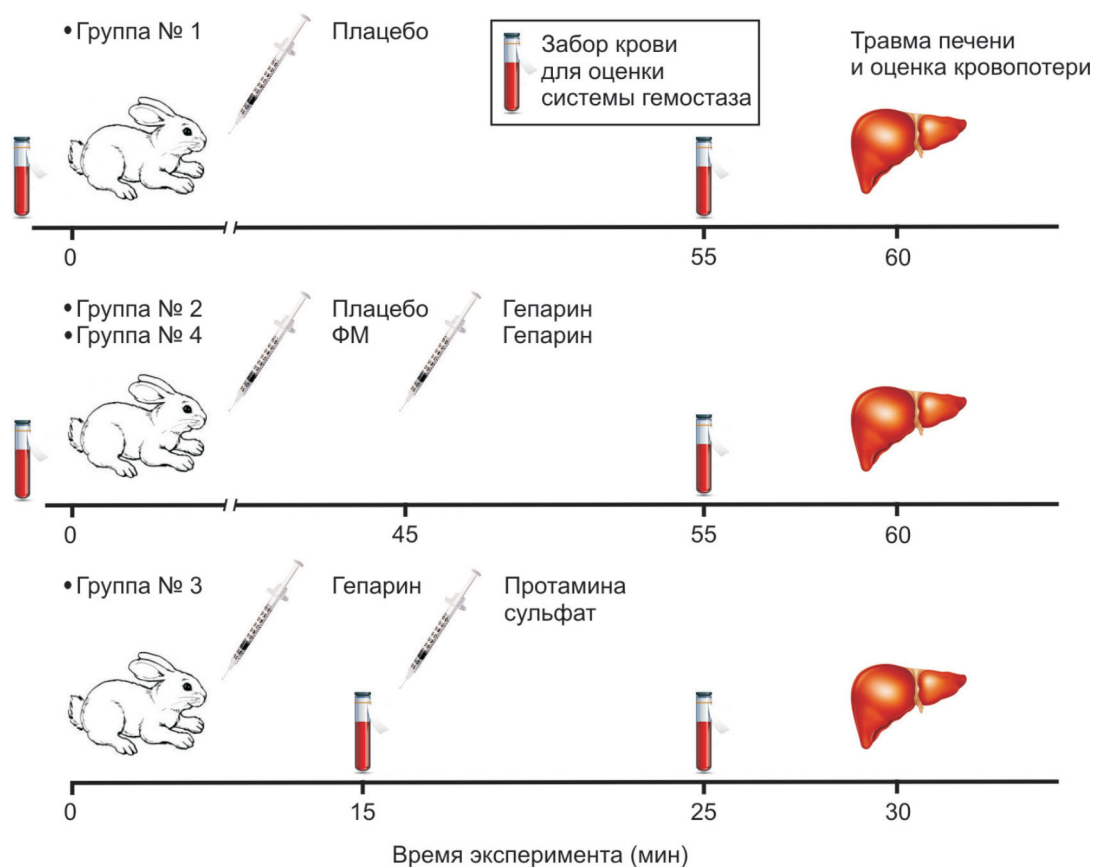 • Группа № 1
Плацебо
Забор крови
для оценки
системы гемостаза
Травма печени
и оценка кровопотери
0
55
60
• Группа № 2
• Группа № 4
Плацебо
ФМ
Гепарин
Гепарин
0
45
55
60
• Группа № 3
Гепарин
Протамина
сульфат
0
15
25
30
Время эксперимента (мин)